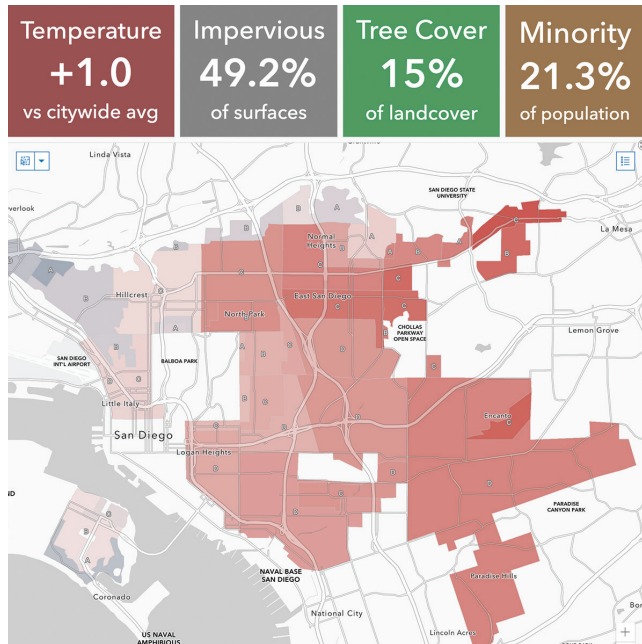 Temperature
+1.0
vs citywide avg
Impervious
49.2%
of surfaces
Tree Cover
15%
of landcover
Minority
21.3%
of population
Linda Vista
SAN DIEGO STATE
UNIVERSITY
verlook
La Mesa
Normal
Heights
Hillcrest
East San Diego
North Park
CHOLLAS
PARKWAY
OPEN SPACE
Lemon Grove
SAN DIEGO
INT'L AIRPORT
BALBOA PARK
Little Italy
Encanto
San Diego
Logan Heights
PARADISE
CANYON PARK
NAVAL BASE
SAN DIEGO
Paradise Hills
Coronado
National City
US NAVAL
AMPHIBIOUS
Lincoln Acres